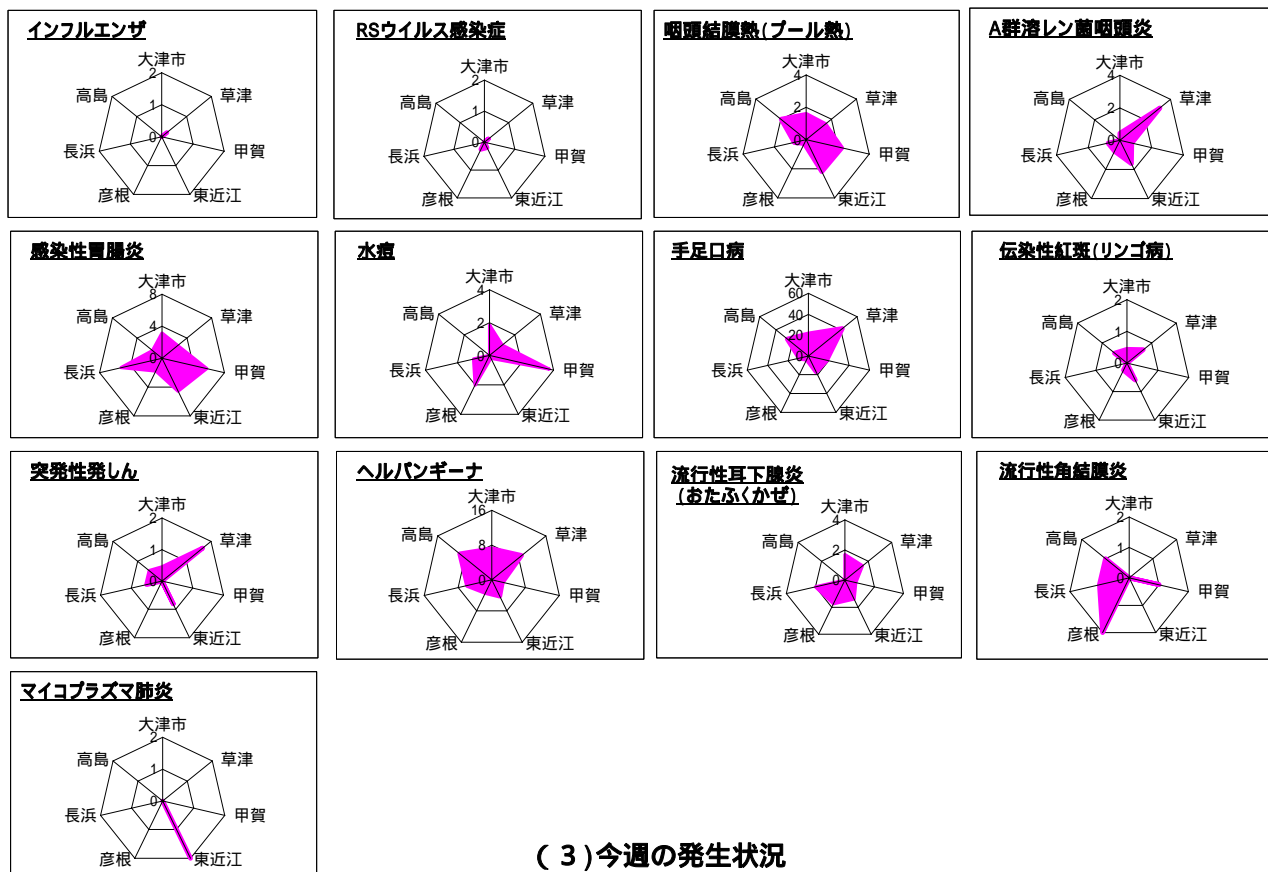 インフルエンザ
大津市
2
高島
草津
1
0
長浜
甲賀
彦根
東近江
RSウイルス感染症
大津市
2
高島
草津
1
0
長浜
甲賀
彦根
東近江
咽頭結膜熱(プール熱)
大津市
4
高島
草津
2
0
長浜
甲賀
彦根
東近江
A群溶レン菌咽頭炎
大津市
4
高島
草津
2
0
長浜
甲賀
彦根
東近江
感染性胃腸炎
大津市
8
高島
草津
4
0
長浜
甲賀
彦根
東近江
水痘
大津市
4
高島
草津
2
0
長浜
甲賀
彦根
東近江
手足口病
大津市
60
高島
草津
40
20
0
長浜
甲賀
彦根
東近江
伝染性紅斑(リンゴ病)
大津市
2
高島
草津
1
0
長浜
甲賀
彦根
東近江
突発性発しん
大津市
2
高島
草津
1
0
長浜
甲賀
彦根
東近江
ヘルパンギーナ
大津市
16
高島
草津
8
0
長浜
甲賀
彦根
東近江
流行性耳下腺炎
(おたふくかぜ)
大津市
4
高島
草津
2
0
長浜
甲賀
彦根
東近江
流行性角結膜炎
大津市
2
高島
草津
1
0
長浜
甲賀
彦根
東近江
マイコプラズマ肺炎
大津市
2
高島
草津
1
0
長浜
甲賀
彦根
東近江
(3)今週の発生状況